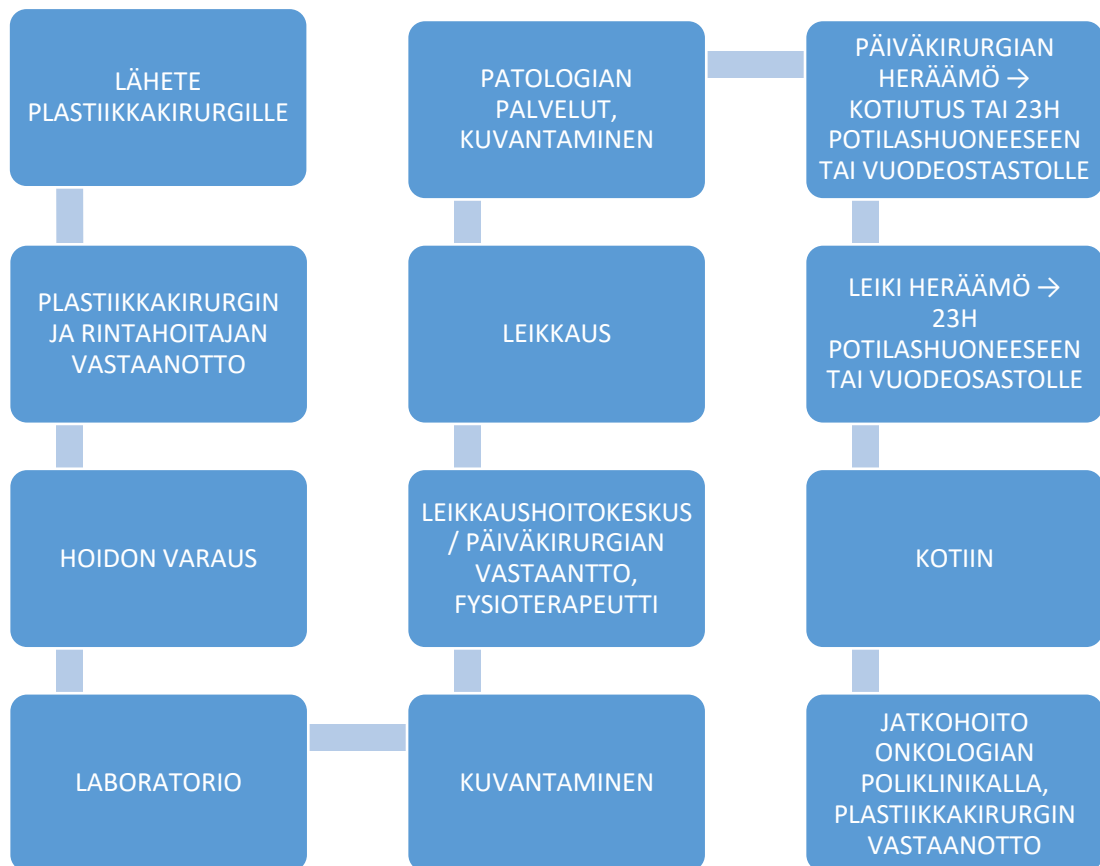 LÄHETE
PLASTIIKKAKIRURGILLE
PLASTIIKKAKIRURGIN
JA RINTAHOITAJAN
VASTAANOTTO
HOIDON VARAUS
LABORATORIO
KUVANTAMINEN
LEIKKAUSHOITOKESKUS
/ PÄIVÄKIRURGIAN
VASTAANTTO,
FYSIOTERAPEUTTI
LEIKKAUS
PATOLOGIAN
PALVELUT,
KUVANTAMINEN
PÄIVÄKIRURGIAN
HERÄÄMÖ →
KOTIUTUS TAI 23H
POTILASHUONEESEEN
TAI VUODEOSTASTOLLE
LEIKI HERÄÄMÖ →
23H
POTILASHUONEESEEN
TAI VUODEOSASTOLLE
KOTIIN
JATKOHOITO
ONKOLOGIAN
POLIKLINIKALLA,
PLASTIIKKAKIRURGIN
VASTAANOTTO